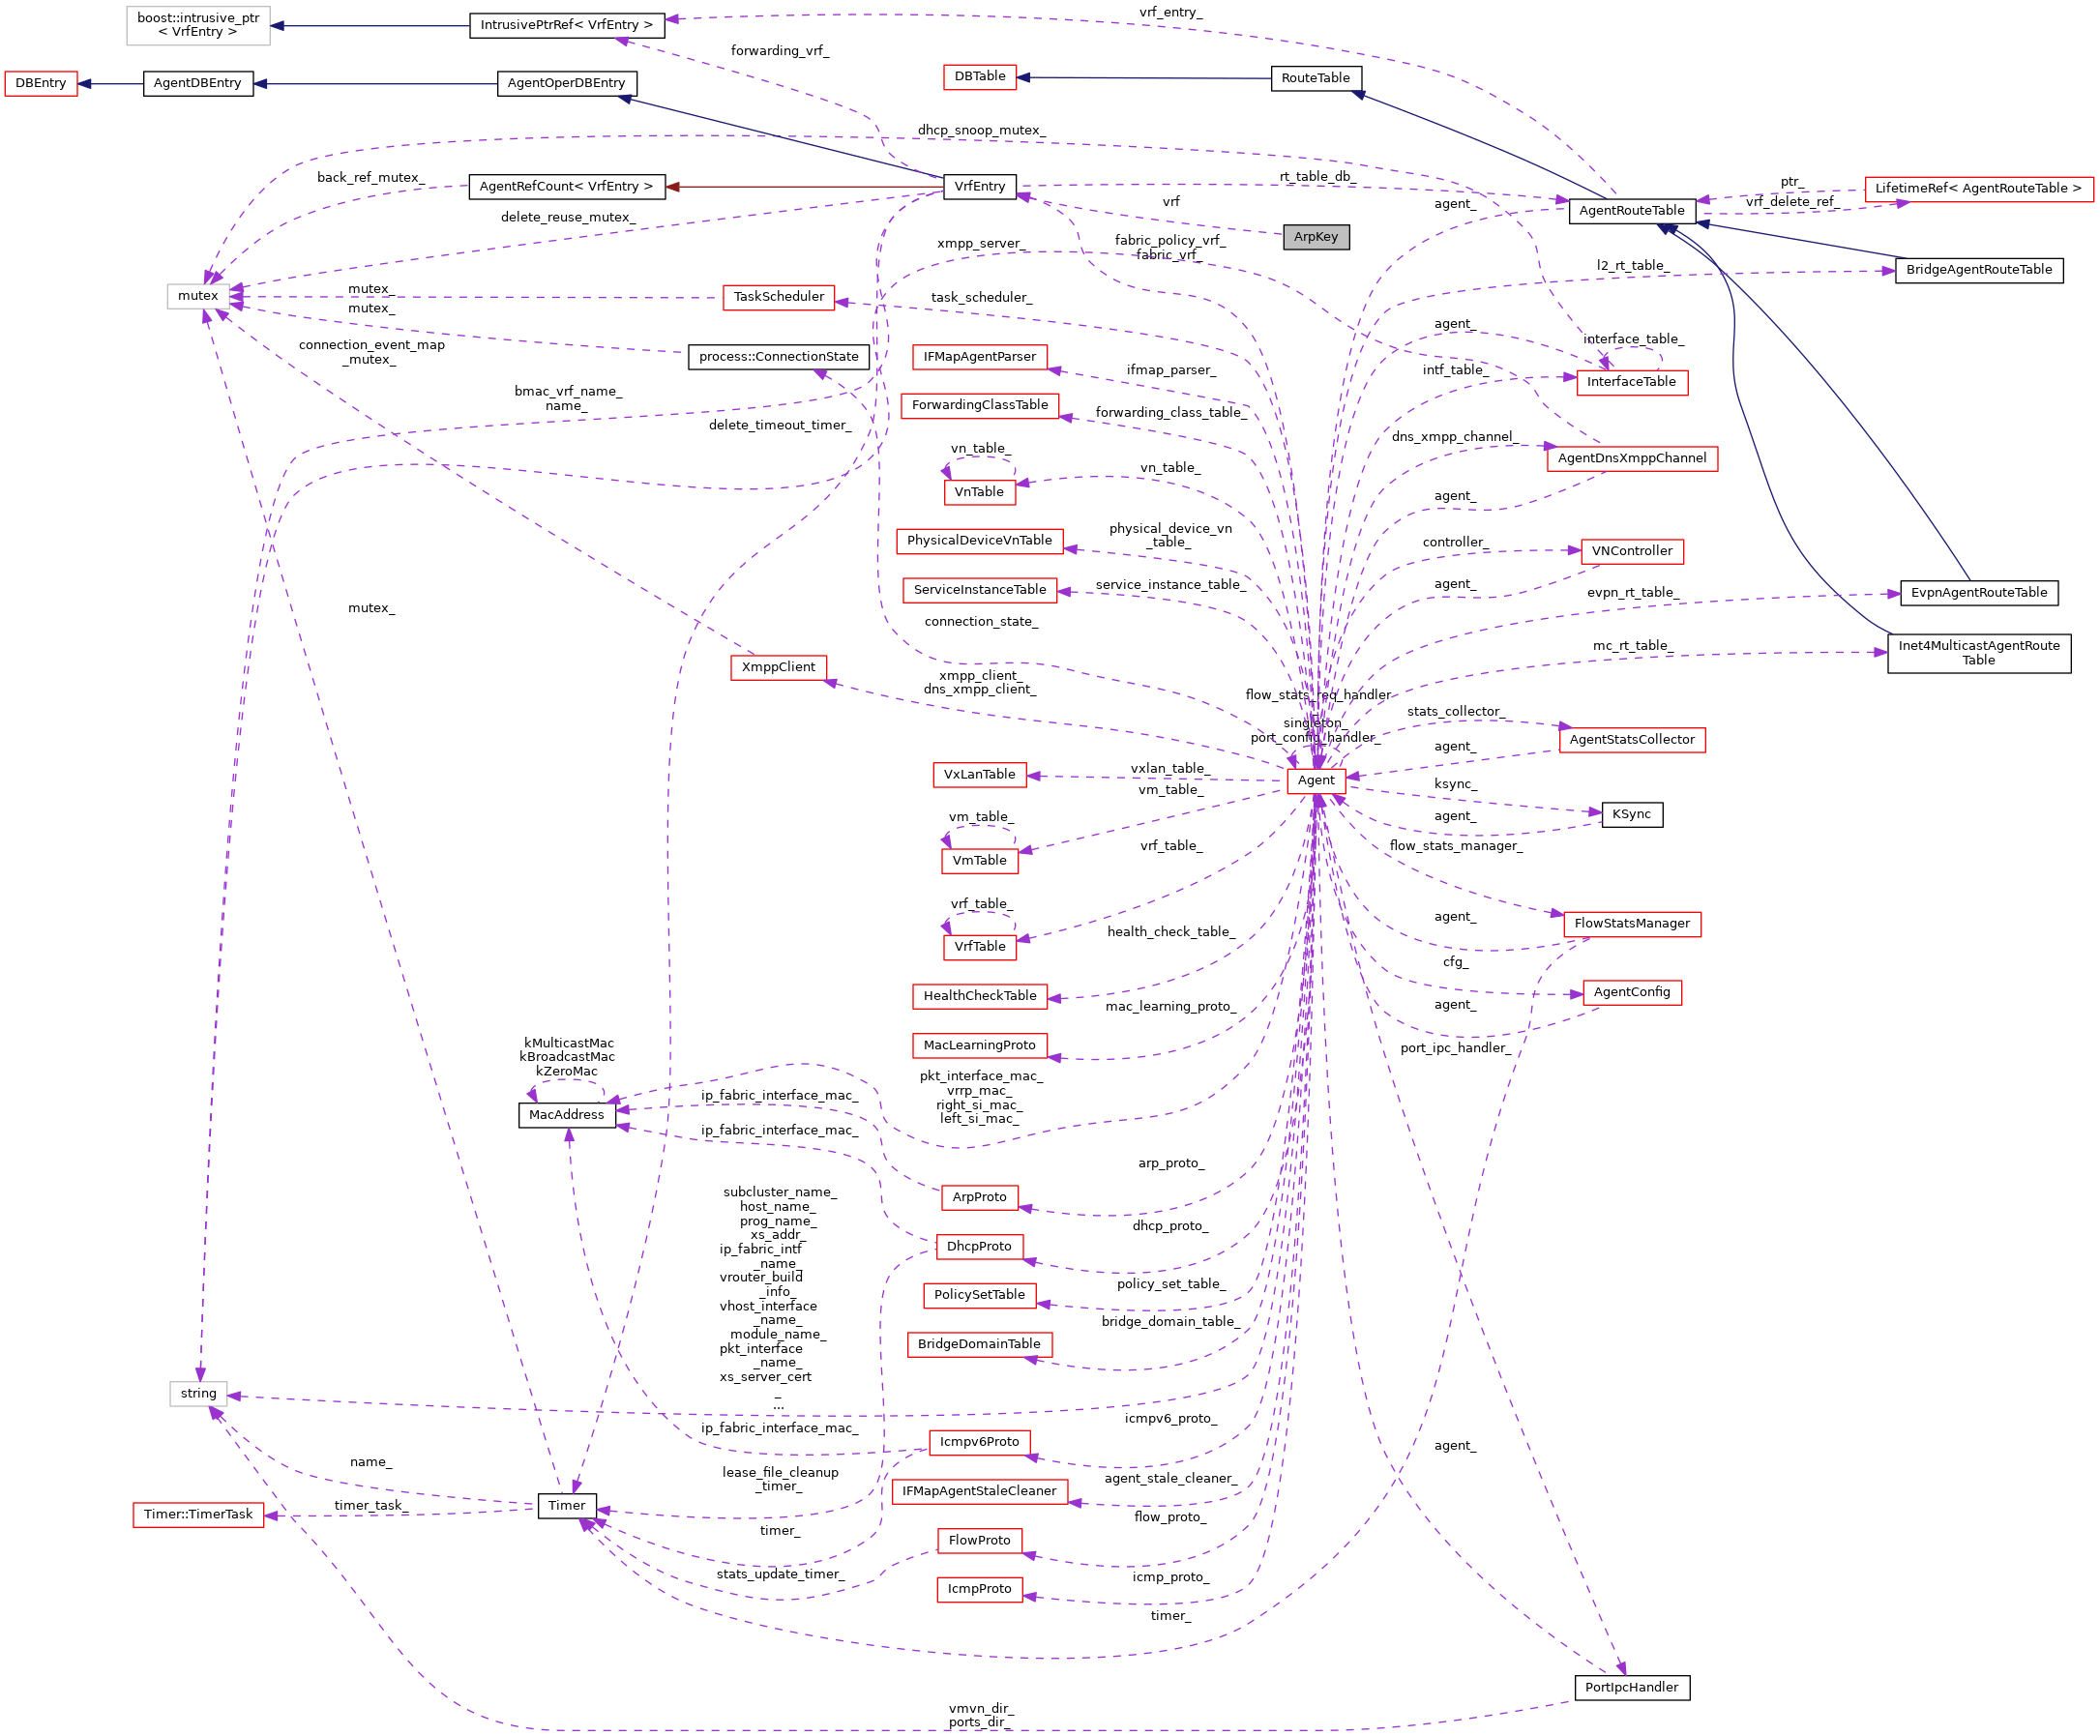 boost::intrusive_ptr
< VrfEntry >
IntrusivePtrRef< VrfEntry >
vrf_entry_
forwarding_vrf_
DBEntry
AgentDBEntry
AgentOperDBEntry
DBTable
RouteTable
dhcp_snoop_mutex_
back_ref_mutex_
AgentRefCount< VrfEntry >
VrfEntry
rt_table_db_
ptr_
LifetimeRef< AgentRouteTable >
vrf_delete_ref_
vrf
agent_
AgentRouteTable
delete_reuse_mutex_
ArpKey
xmpp_server_
fabric_policy_vrf_
fabric_vrf_
l2_rt_table_
BridgeAgentRouteTable
mutex
mutex_
TaskScheduler
task_scheduler_
mutex_
agent_
interface_table_
connection_event_map
_mutex_
process::ConnectionState
IFMapAgentParser
ifmap_parser_
intf_table_
InterfaceTable
bmac_vrf_name_
name_
ForwardingClassTable
forwarding_class_table_
delete_timeout_timer_
dns_xmpp_channel_
AgentDnsXmppChannel
vn_table_
vn_table_
VnTable
agent_
PhysicalDeviceVnTable
physical_device_vn
_table_
controller_
VNController
ServiceInstanceTable
service_instance_table_
agent_
evpn_rt_table_
EvpnAgentRouteTable
mutex_
connection_state_
mc_rt_table_
Inet4MulticastAgentRoute
Table
XmppClient
xmpp_client_
dns_xmpp_client_
flow_stats_req_handler
_
singleton_
port_config_handler_
stats_collector_
AgentStatsCollector
agent_
VxLanTable
vxlan_table_
Agent
vm_table_
ksync_
KSync
vm_table_
agent_
VmTable
vrf_table_
flow_stats_manager_
vrf_table_
agent_
FlowStatsManager
VrfTable
health_check_table_
cfg_
HealthCheckTable
AgentConfig
mac_learning_proto_
agent_
MacLearningProto
port_ipc_handler_
kMulticastMac
kBroadcastMac
kZeroMac
MacAddress
pkt_interface_mac_
vrrp_mac_
right_si_mac_
left_si_mac_
ip_fabric_interface_mac_
ip_fabric_interface_mac_
arp_proto_
ArpProto
subcluster_name_
host_name_
prog_name_
xs_addr_
ip_fabric_intf
_name_
vrouter_build
_info_
vhost_interface
_name_
module_name_
pkt_interface
_name_
xs_server_cert
_
...
dhcp_proto_
DhcpProto
policy_set_table_
PolicySetTable
bridge_domain_table_
BridgeDomainTable
string
ip_fabric_interface_mac_
icmpv6_proto_
Icmpv6Proto
agent_
name_
lease_file_cleanup
_timer_
agent_stale_cleaner_
IFMapAgentStaleCleaner
Timer::TimerTask
timer_task_
Timer
timer_
flow_proto_
FlowProto
stats_update_timer_
icmp_proto_
IcmpProto
timer_
PortIpcHandler
vmvn_dir_
ports_dir_